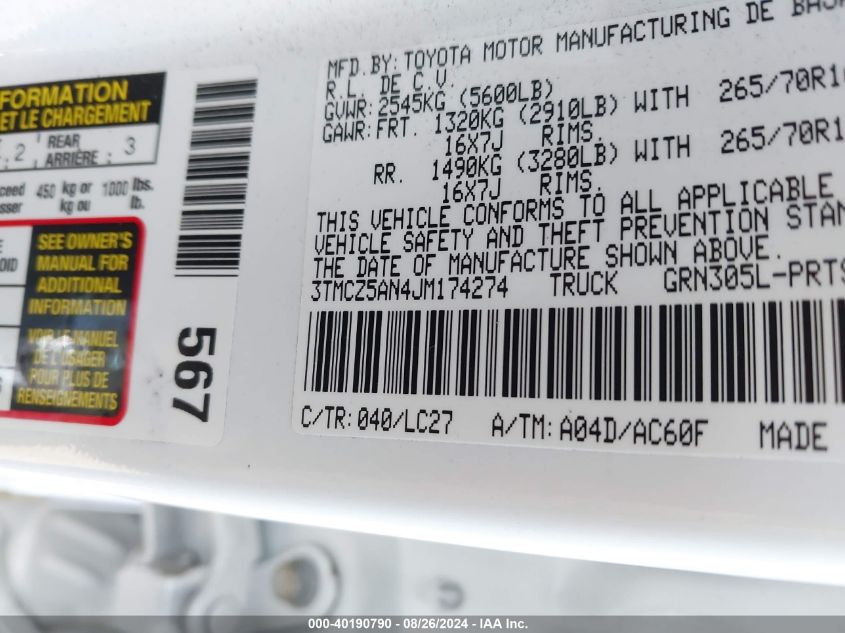 FORMATION
ET LE CHARGEMENT
2 REAR ARRIÈRE : 3
450 kg or 1000 lbs.
kg ou lb.
SEE OWNER'S
MANUAL FOR
ADDITIONAL
INFORMATION
VOIR LE MANUEL
DE L'USAGER
POUR PLUS DE
RENSEIGNEMENTS
567
MFD.BY:TOYOTA MOTOR MANUFACTURING DE
R.L. DE C.V.
GVWR:2545KG (5600LB)
GAWR:FRT. 1320KG (2910LB) WITH 265/70R1
16X7J RIMS.
RR. 1490KG (3280LB) WITH 265/70R1
16X7J RIMS.
THIS VEHICLE CONFORMS TO ALL APPLICABLE
VEHICLE SAFETY AND THEFT PREVENTION STAN
THE DATE OF MANUFACTURE SHOWN ABOVE.
3TMCZ5AN4JM174274 TRUCK GRN305L-PRTS
C/TR:040/LC27 A/TM:A04D/AC60F MADE
000-40190790 - 08/26/2024 - IAA Inc.